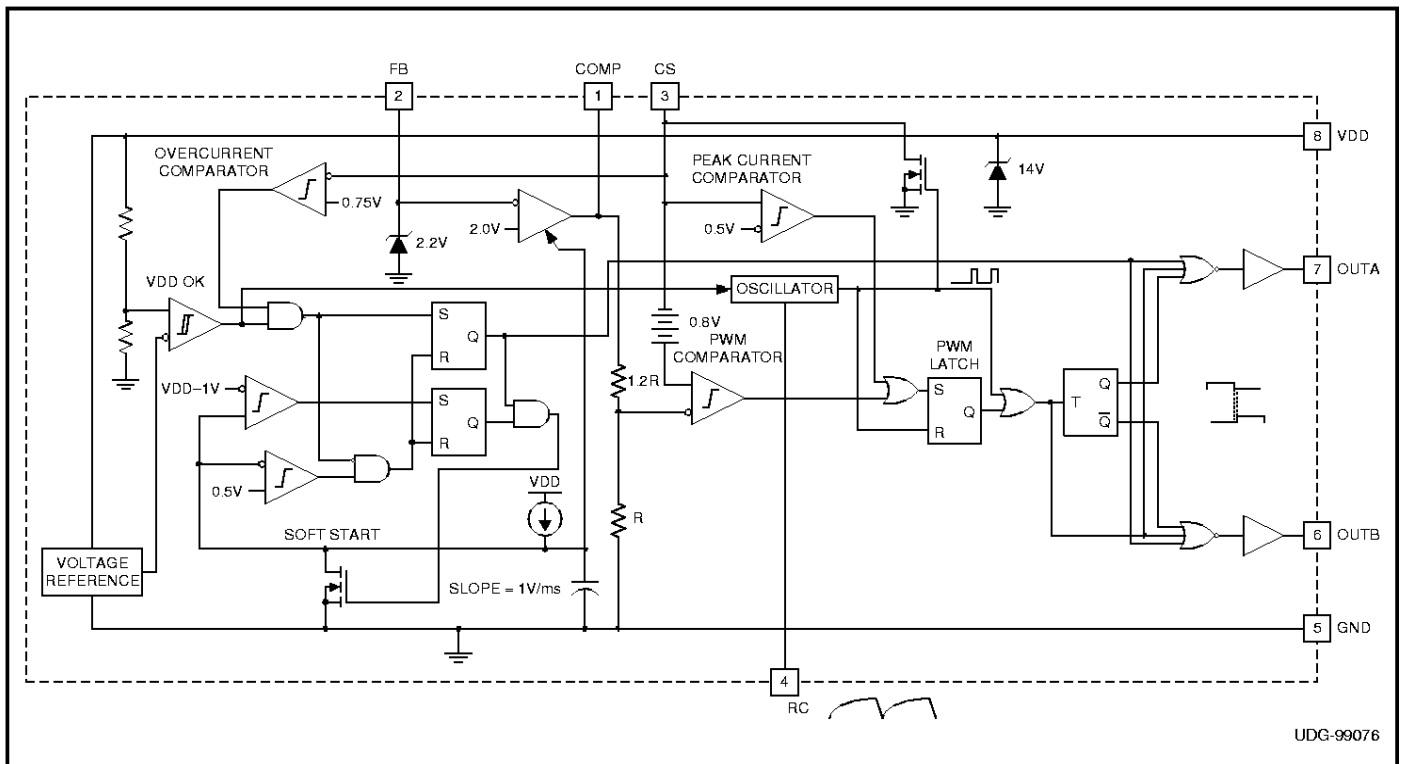 FB
COMP
CS
2
1
3
8
VDD
OVERCURRENT
COMPARATOR
PEAK CURRENT
COMPARATOR
14V
0.75V
2.0V
0.5V
2.2V
VDD OK
7
OUTA
OSCILLATOR
S
Q
R
0.8V
PWM
COMPARATOR
PWM
LATCH
1.2R
VDD–1V
S
Q
R
S
Q
R
T
Q
Q
0.5V
VDD
R
SOFT START
6
OUTB
VOLTAGE
REFERENCE
SLOPE = 1V/ms
5
GND
4
RC
UDG-99076